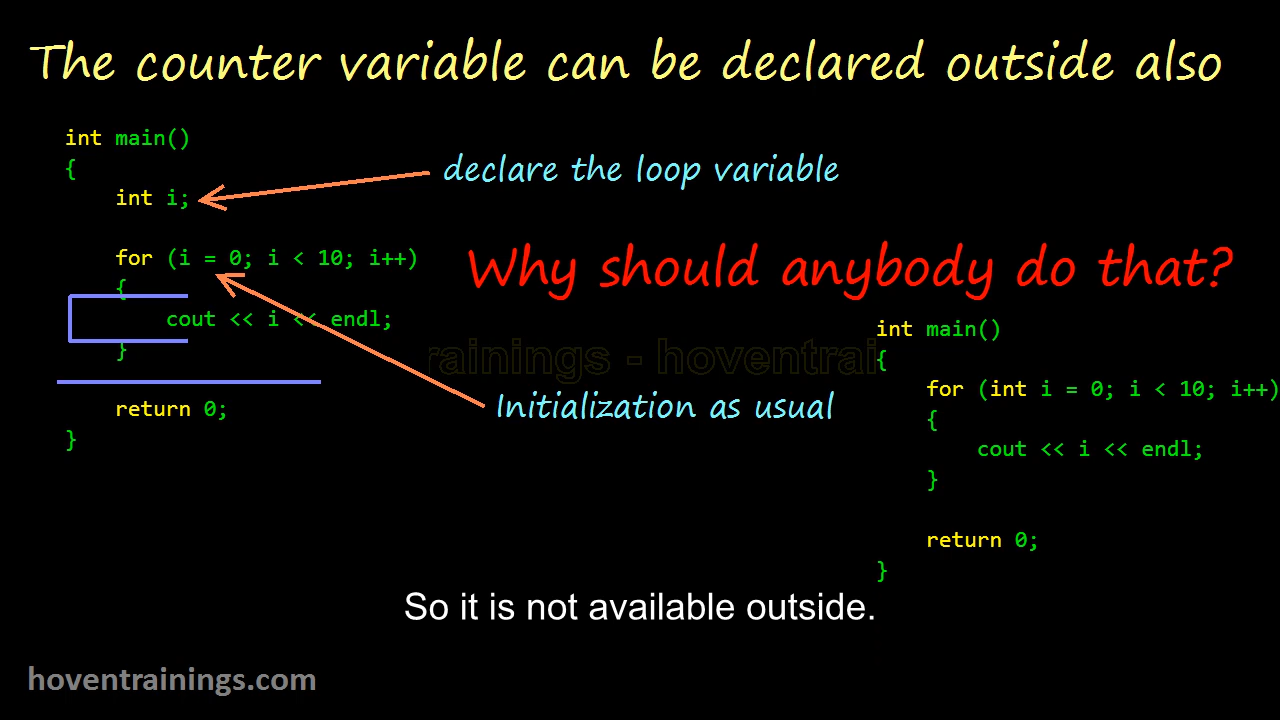 The counter variable can be declared outside also
int main()
{
    int i;
declare the loop variable
    for (i = 0; i < 10; i++)
    {
        cout << i << endl;
    }
    return 0;
}
Why should anybody do that?
Initialization as usual
int main()
{
    for (int i = 0; i < 10; i++)
    {
        cout << i << endl;
    }
    return 0;
}
rainings - hoventrai
So it is not available outside.
hoventrainings.com